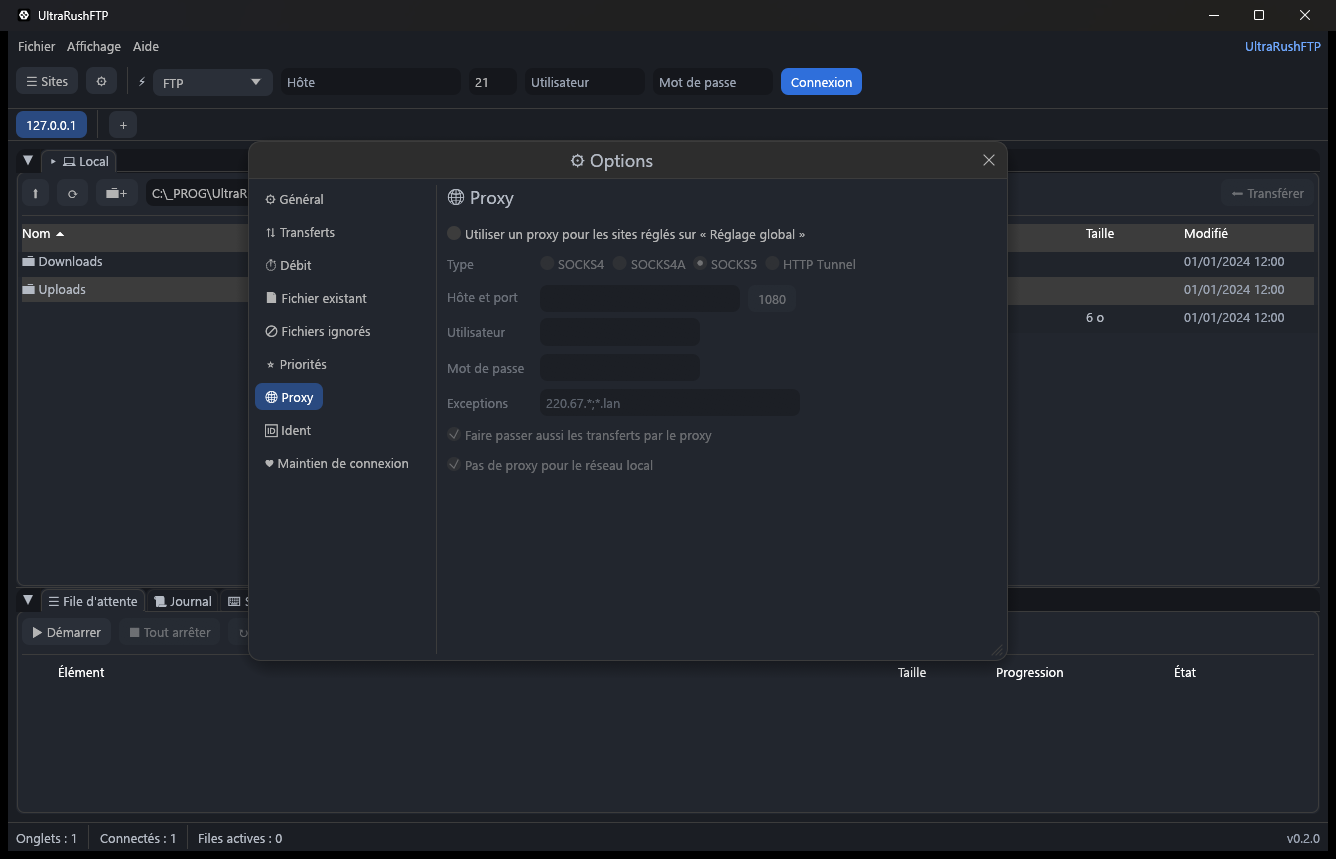 UltraRushFTP
Fichier Affichage Aide UltraRushFTP
Sites FTP Hôte 21 Utilisateur Mot de passe Connexion
127.0.0.1 +
Local
C:\_PROG\UltraR Transférer
Options
Nom Taille Modifié
Downloads 01/01/2024 12:00
Uploads 01/01/2024 12:00
6 o 01/01/2024 12:00
Général
Transferts
Débit
Fichier existant
Fichiers ignorés
Priorités
Proxy
Ident
Maintien de connexion
Proxy
Utiliser un proxy pour les sites réglés sur « Réglage global »
Type SOCKS4 SOCKS4A SOCKS5 HTTP Tunnel
Hôte et port 1080
Utilisateur
Mot de passe
Exceptions 220.67.*;*.lan
Faire passer aussi les transferts par le proxy
Pas de proxy pour le réseau local
File d'attente Journal
Démarrer Tout arrêter
Élément Taille Progression État
Onglets : 1 Connectés : 1 Files actives : 0 v0.2.0